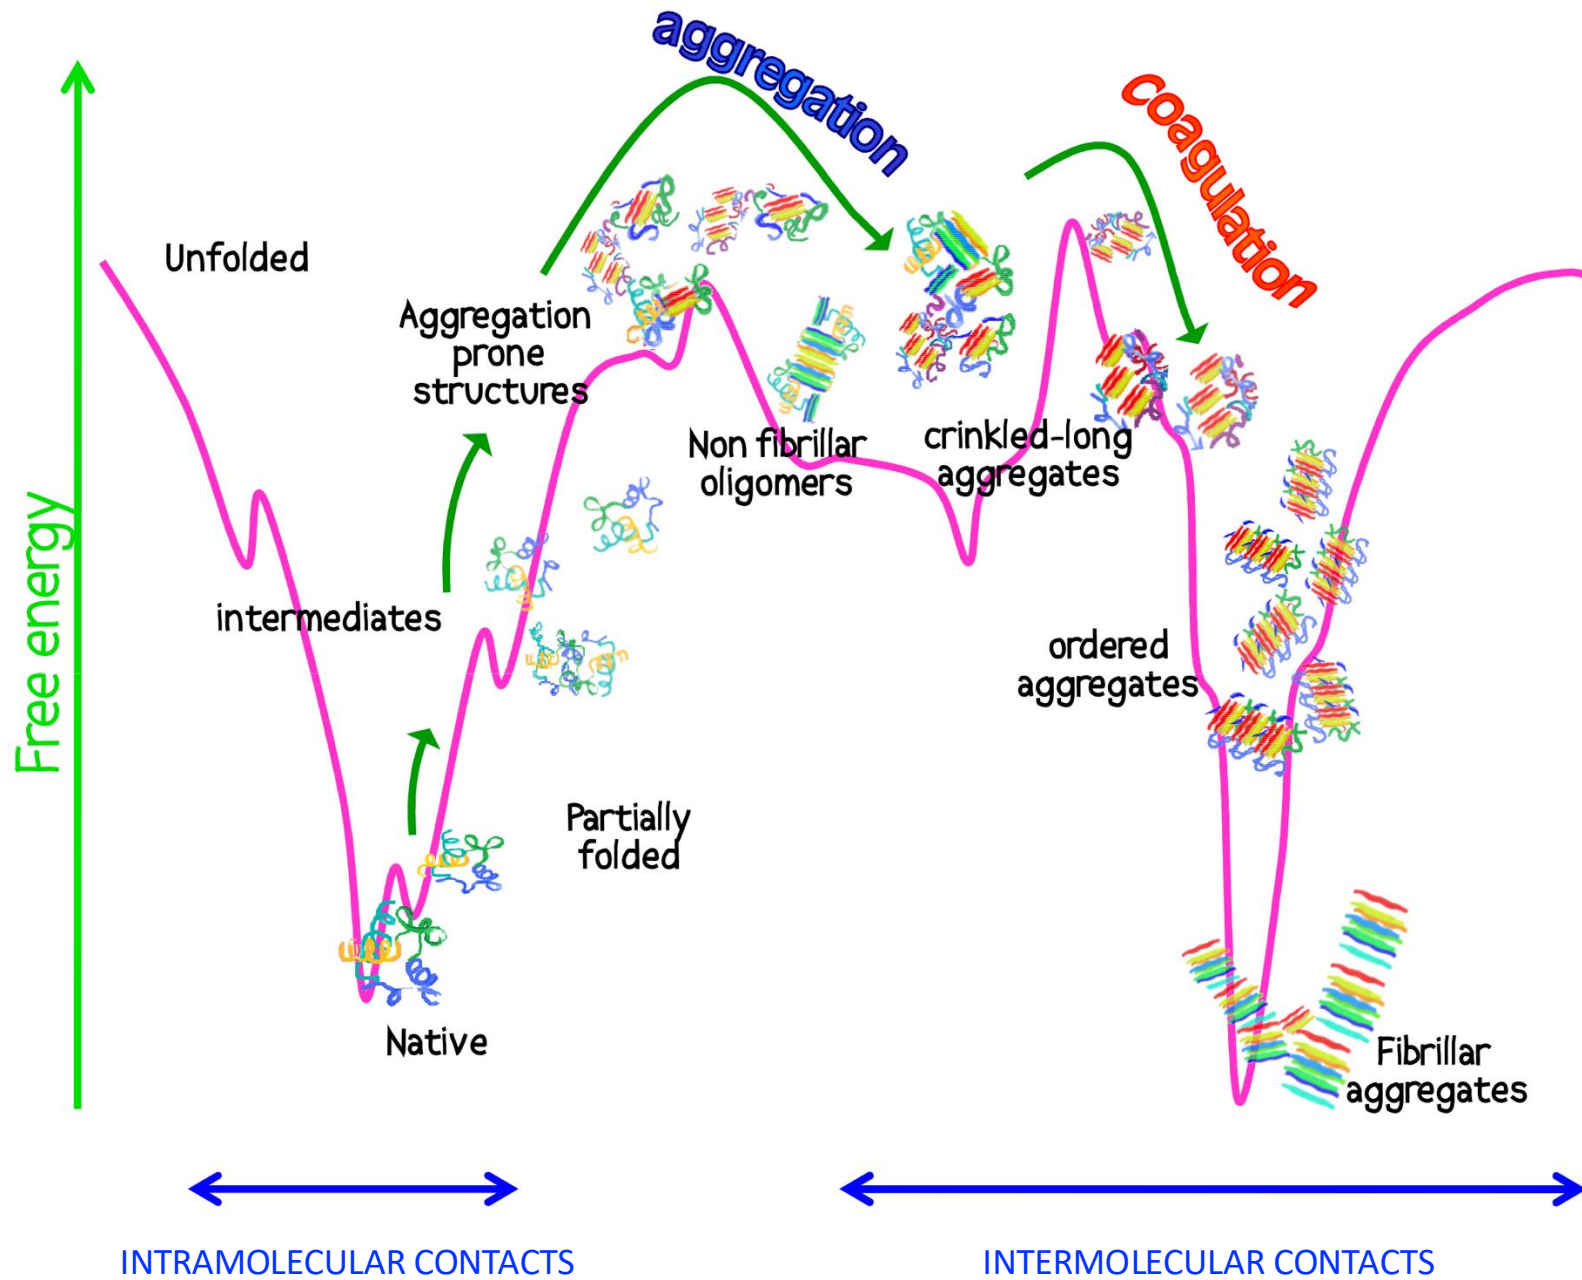 aggregation
coagulation
Unfolded
Aggregation
prone
structures
Non fibrillar
oligomers
crinkled-long
aggregates
Free energy
intermediates
ordered
aggregates
Partially
folded
Native
Fibrillar
aggregates
INTRAMOLECULAR CONTACTS
INTERMOLECULAR CONTACTS